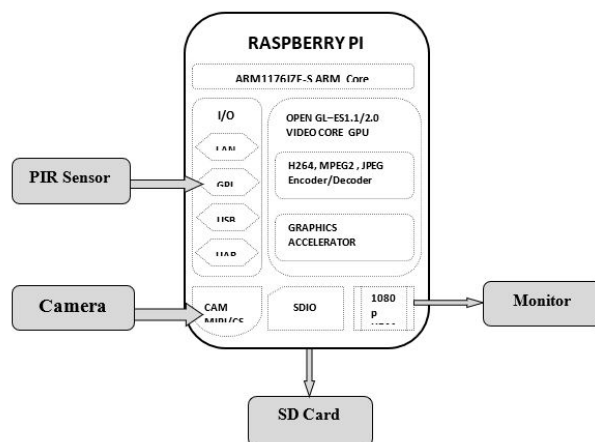 RASPBERRY PI
ARM1176JZF-S ARM Core
I/O
GPI
USB
OPEN GL–ES1.1/2.0
VIDEO CORE GPU
H264, MPEG2 , JPEG
Encoder/Decoder
GRAPHICS
ACCELERATOR
CAM
SDIO
1080
p
PIR Sensor
Camera
Monitor
SD Card